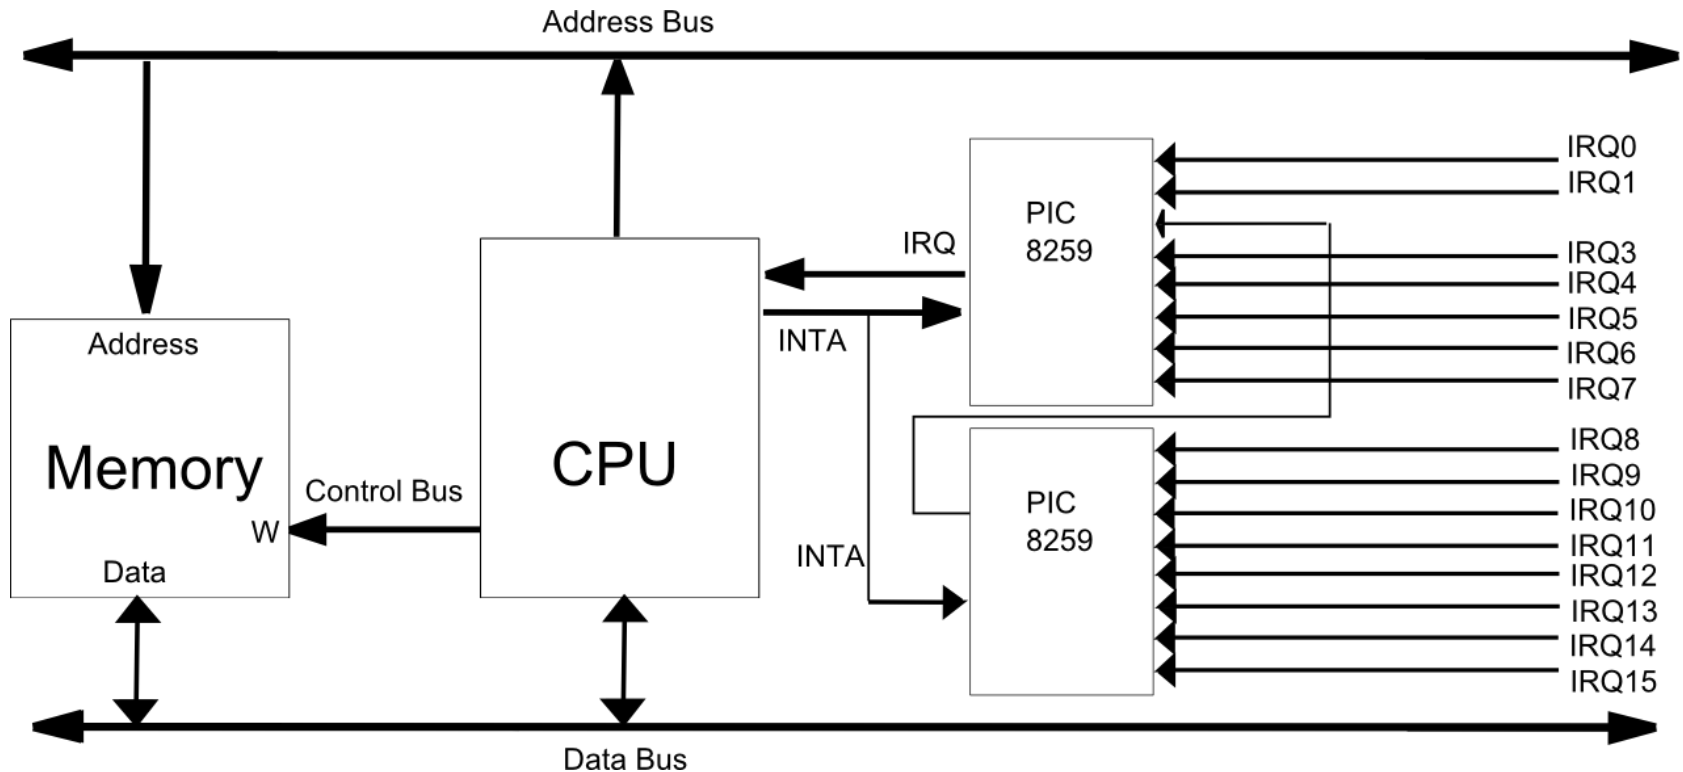 Address Bus
IRQ0
IRQ1
PIC
8259
IRQ
IRQ3
IRQ4
IRQ5
INTA
Address
IRQ6
IRQ7
IRQ8
Memory
CPU
IRQ9
Control Bus
PIC
8259
IRQ10
W
IRQ11
INTA
Data
IRQ12
IRQ13
IRQ14
IRQ15
Data Bus